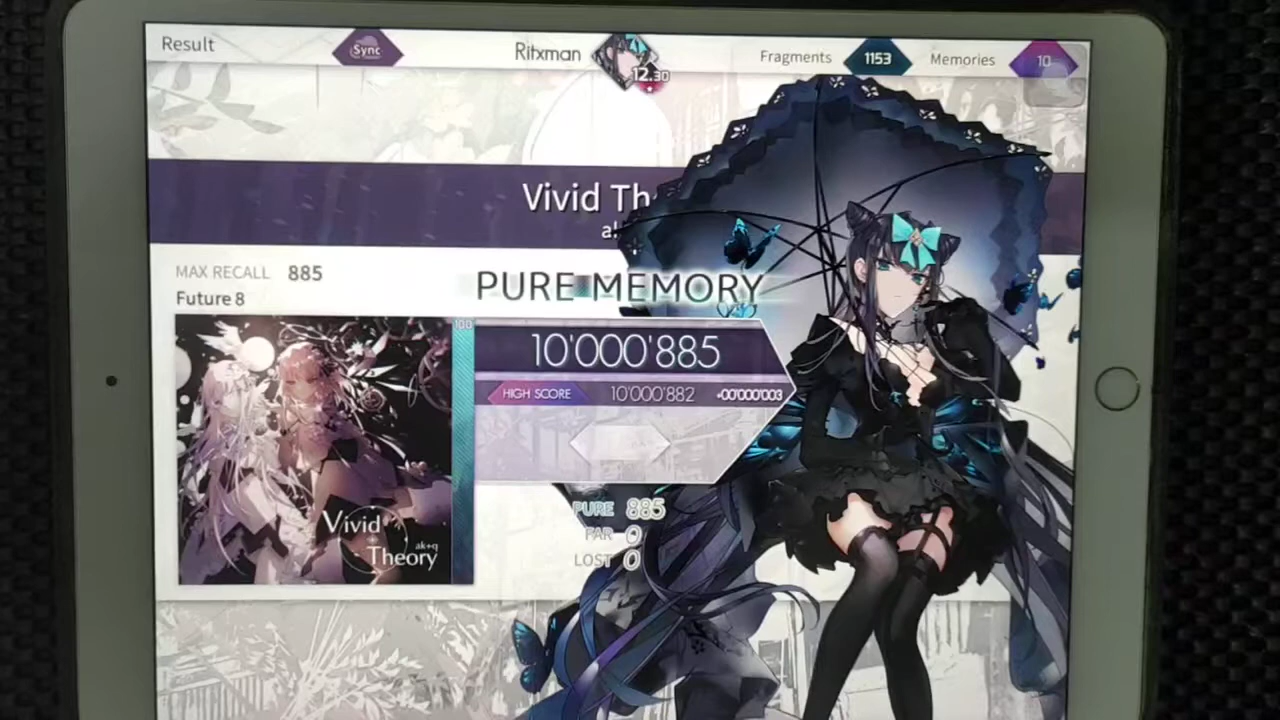 Result
Sync
Ritxman
12.30
Fragments 1153
Memories 10
Vivid Th
MAX RECALL 885
Future 8
PURE MEMORY
100
10'000'885
HIGH SCORE 10'000'882 +00'000'003
Vivid
Theory
ak+q
PURE 885
FAR 0
LOST 0